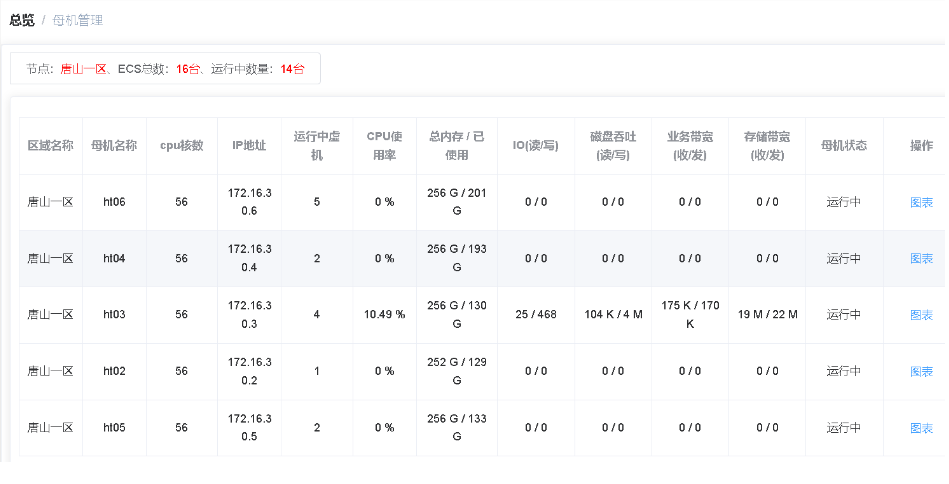 总览 / 母机管理
节点：唐山一区、ECS总数：16台、运行中数量：14台
区域名称 母机名称 cpu核数 IP地址 运行中虚机 CPU使用率 总内存 / 已使用 IO(读/写) 磁盘吞吐(读/写) 业务带宽(收/发) 存储带宽(收/发) 母机状态 操作
唐山一区 ht06 56 172.16.30.6 5 0 % 256 G / 201 G 0 / 0 0 / 0 0 / 0 0 / 0 运行中 图表
唐山一区 ht04 56 172.16.30.4 2 0 % 256 G / 193 G 0 / 0 0 / 0 0 / 0 0 / 0 运行中 图表
唐山一区 ht03 56 172.16.30.3 4 10.49 % 256 G / 130 G 25 / 468 104 K / 4 M 175 K / 170 K 19 M / 22 M 运行中 图表
唐山一区 ht02 56 172.16.30.2 1 0 % 252 G / 129 G 0 / 0 0 / 0 0 / 0 0 / 0 运行中 图表
唐山一区 ht05 56 172.16.30.5 2 0 % 256 G / 133 G 0 / 0 0 / 0 0 / 0 0 / 0 运行中 图表